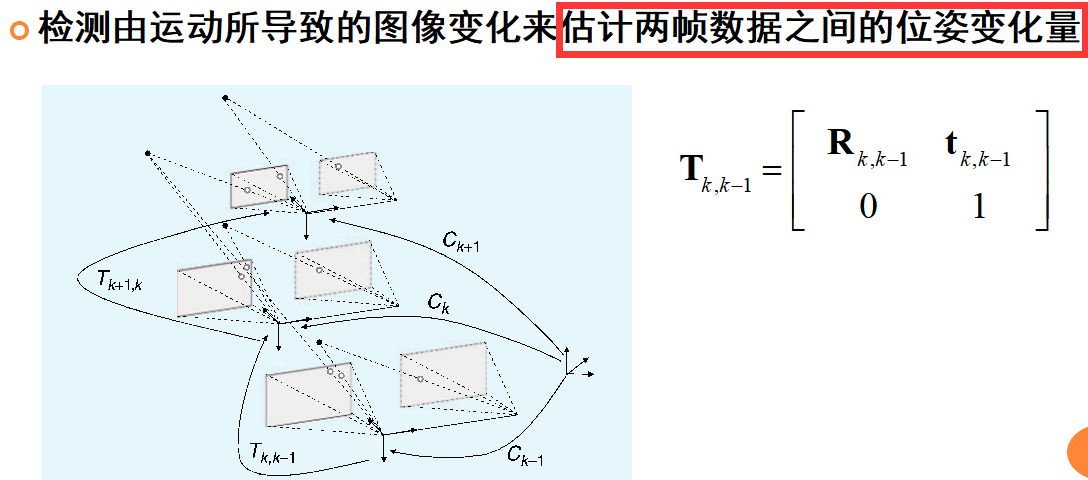 检测由运动所导致的图像变化来估计两帧数据之间的位姿变化量
T_{k,k-1} = [ R_{k,k-1} t_{k,k-1}
0 1 ]
C_{k+1}
T_{k+1,k}
C_k
T_{k,k-1}
C_{k-1}